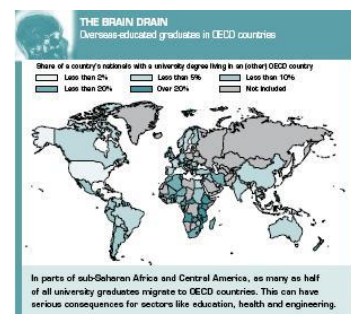 THE BRAIN DRAIN
Overseas-educated graduates in OECD countries
Share of a country's nationals with a university degree living in an (other) OECD country
Less than 2%
Less than 5%
Less than 10%
Less than 20%
Over 20%
Not included
In parts of sub-Saharan Africa and Central America, as many as half
of all university graduates migrate to OECD countries. This can have
serious consequences for sectors like education, health and engineering.